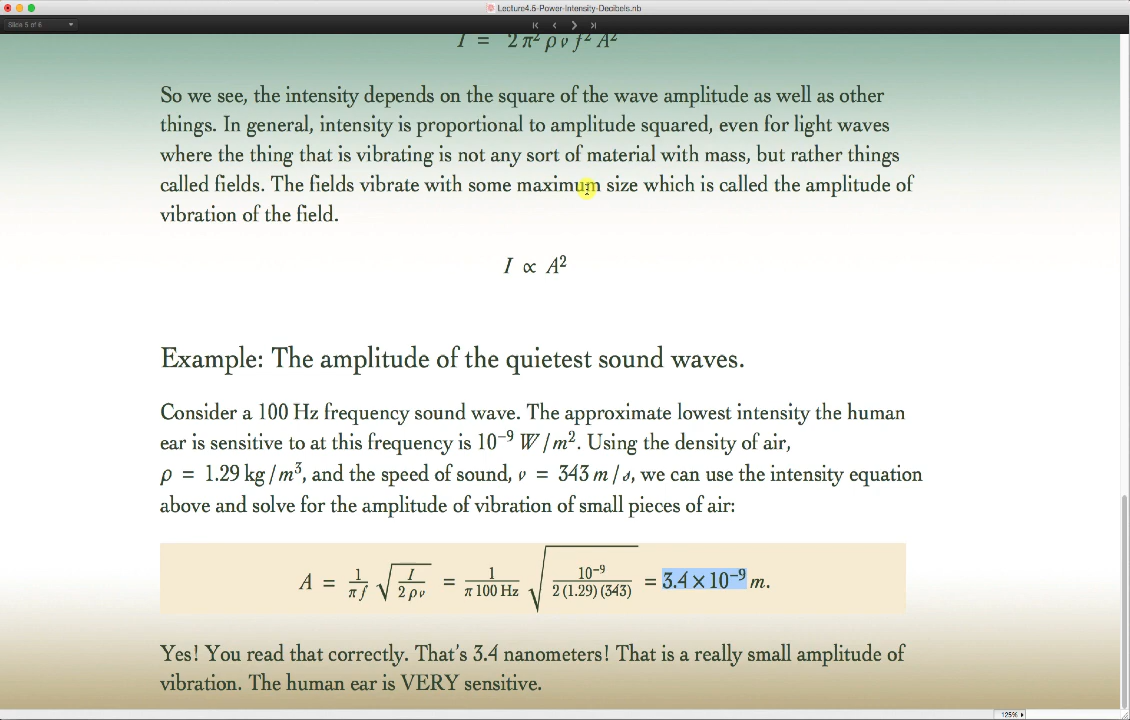 Lecture4.5-Power-Intensity-Decibels.nb
Slide 5 of 6
I = 2 π² ρ v f² A²
So we see, the intensity depends on the square of the wave amplitude as well as other
things. In general, intensity is proportional to amplitude squared, even for light waves
where the thing that is vibrating is not any sort of material with mass, but rather things
called fields. The fields vibrate with some maximum size which is called the amplitude of
vibration of the field.
I ∝ A²
Example: The amplitude of the quietest sound waves.
Consider a 100 Hz frequency sound wave. The approximate lowest intensity the human
ear is sensitive to at this frequency is 10⁻⁹ W/m². Using the density of air,
ρ = 1.29 kg/m³, and the speed of sound, v = 343 m/s, we can use the intensity equation
above and solve for the amplitude of vibration of small pieces of air:
A = 1/(π f) √(I/(2 ρ v)) = 1/(π 100 Hz) √(10⁻⁹/(2 (1.29) (343))) = 3.4 × 10⁻⁹ m.
Yes! You read that correctly. That's 3.4 nanometers! That is a really small amplitude of
vibration. The human ear is VERY sensitive.
125%